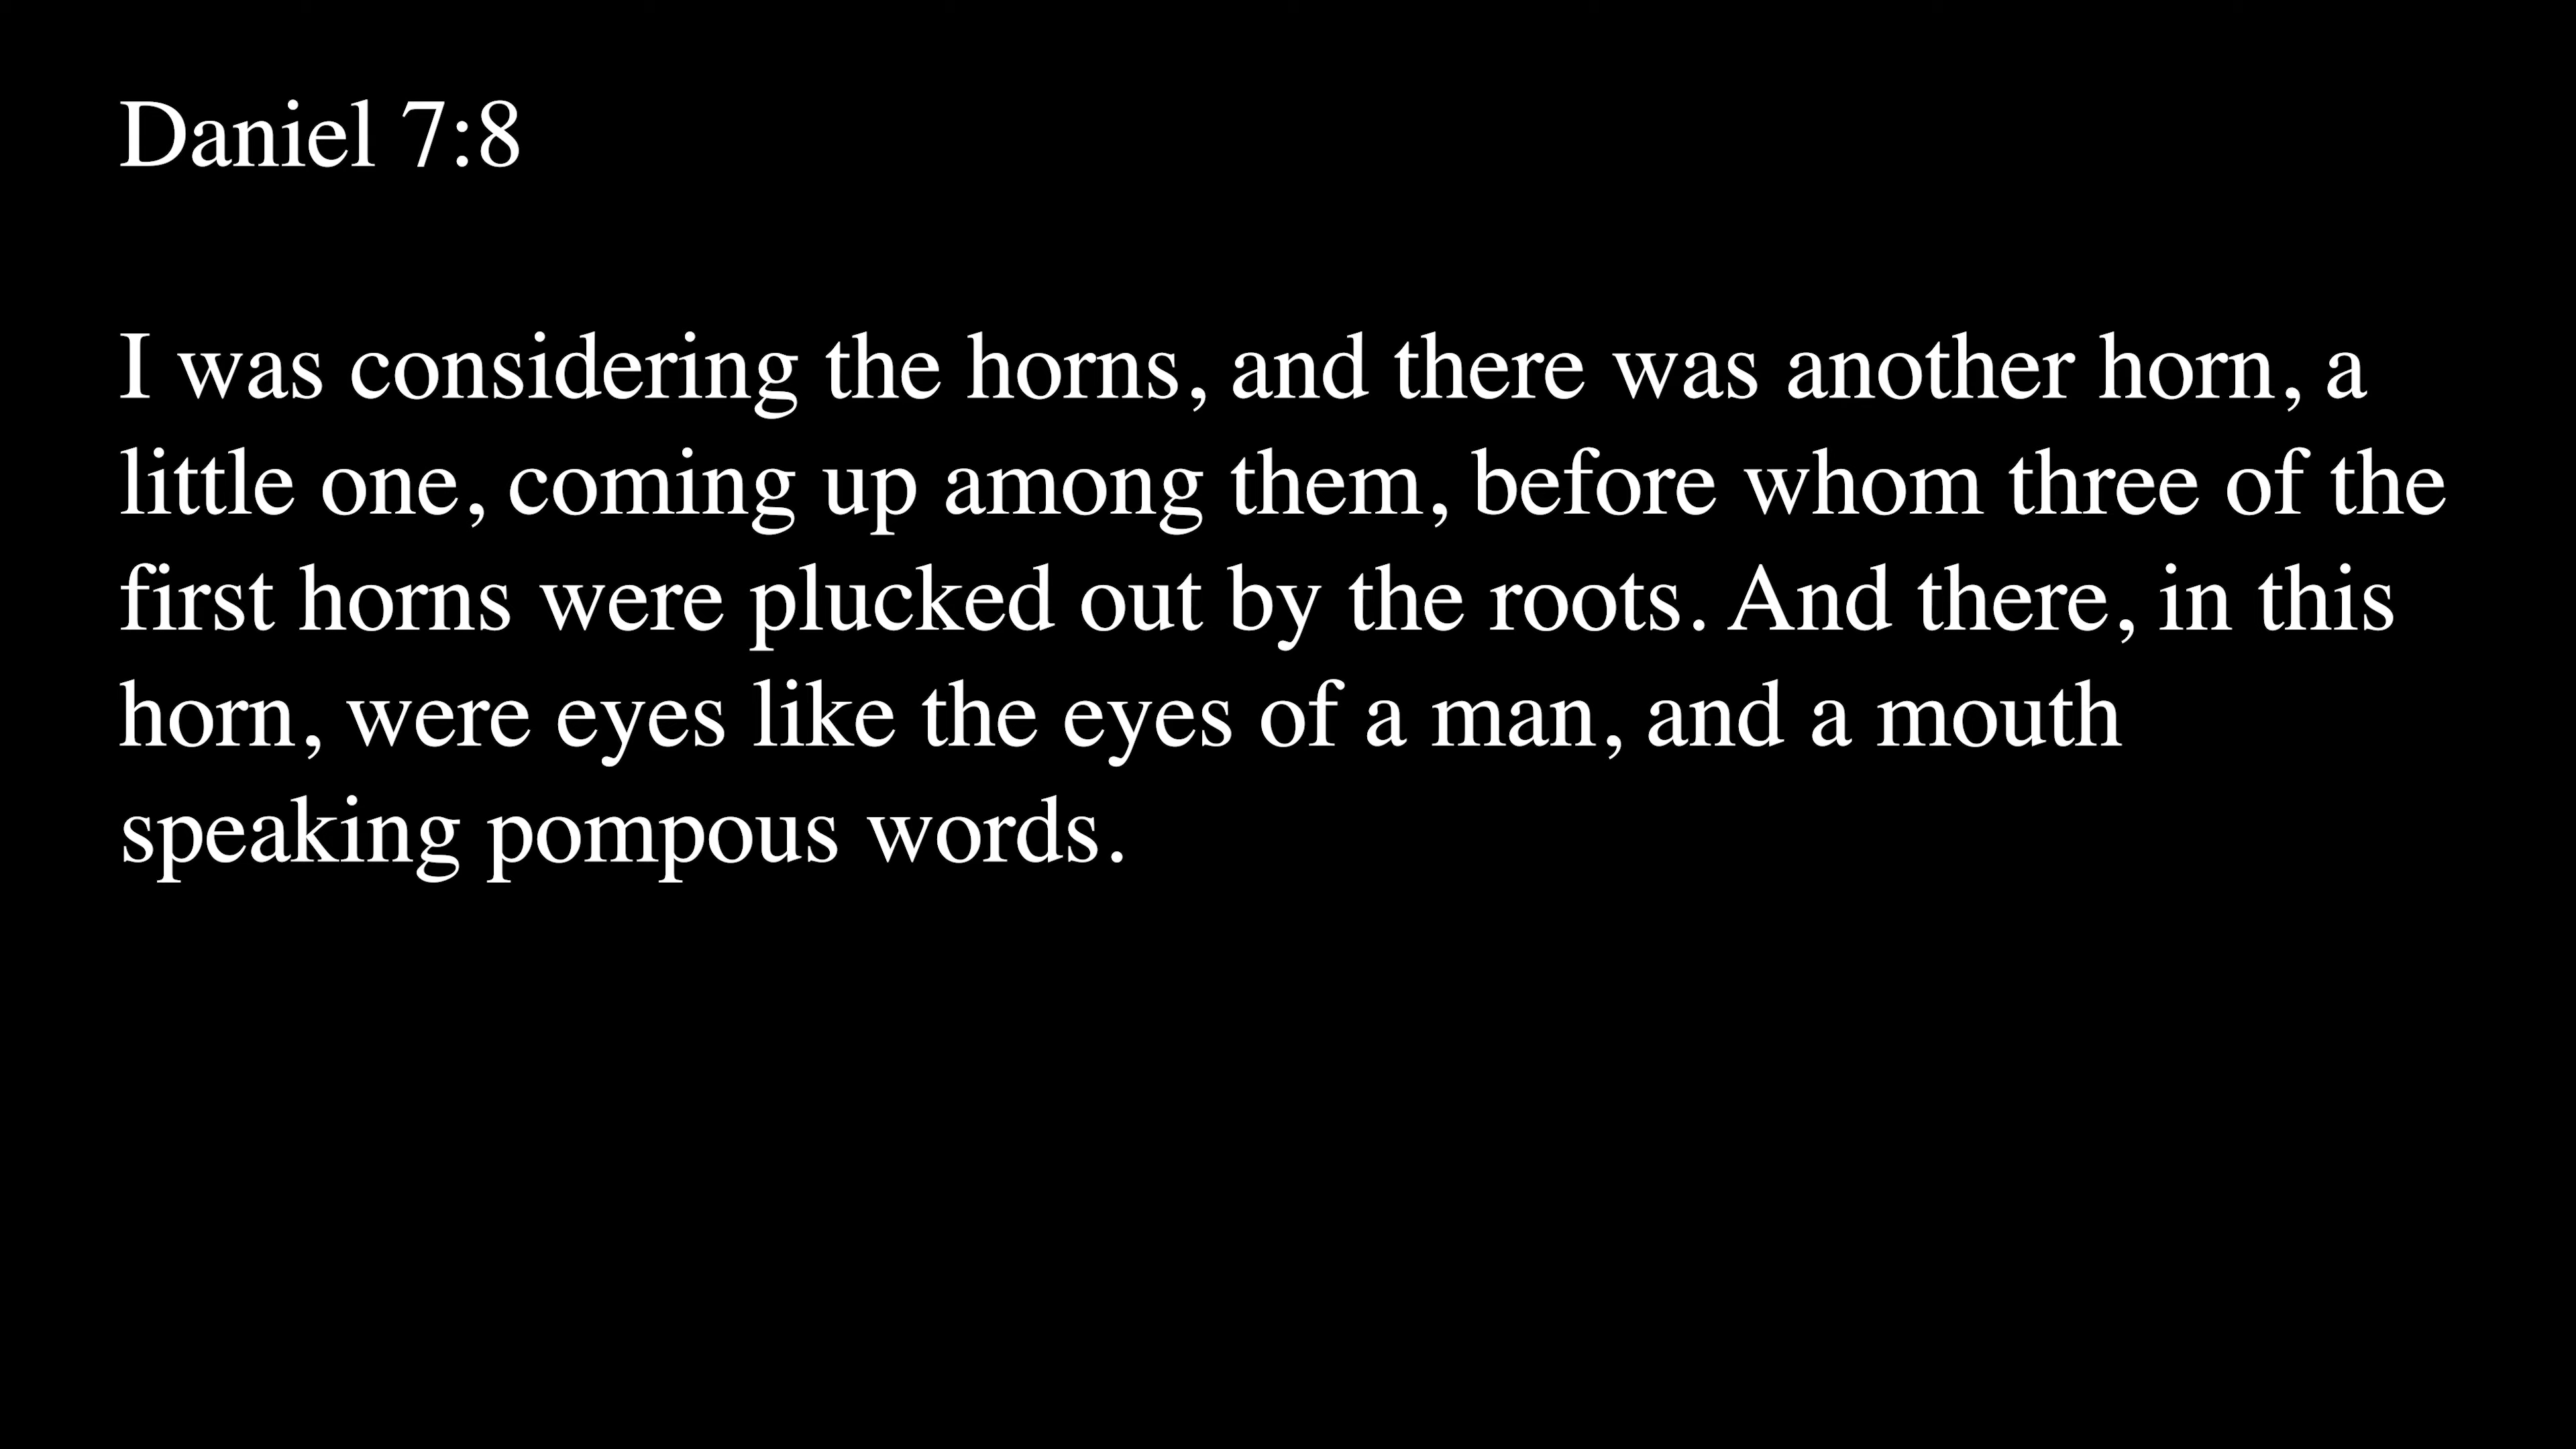 Daniel 7:8
I was considering the horns, and there was another horn, a
little one, coming up among them, before whom three of the
first horns were plucked out by the roots. And there, in this
horn, were eyes like the eyes of a man, and a mouth
speaking pompous words.